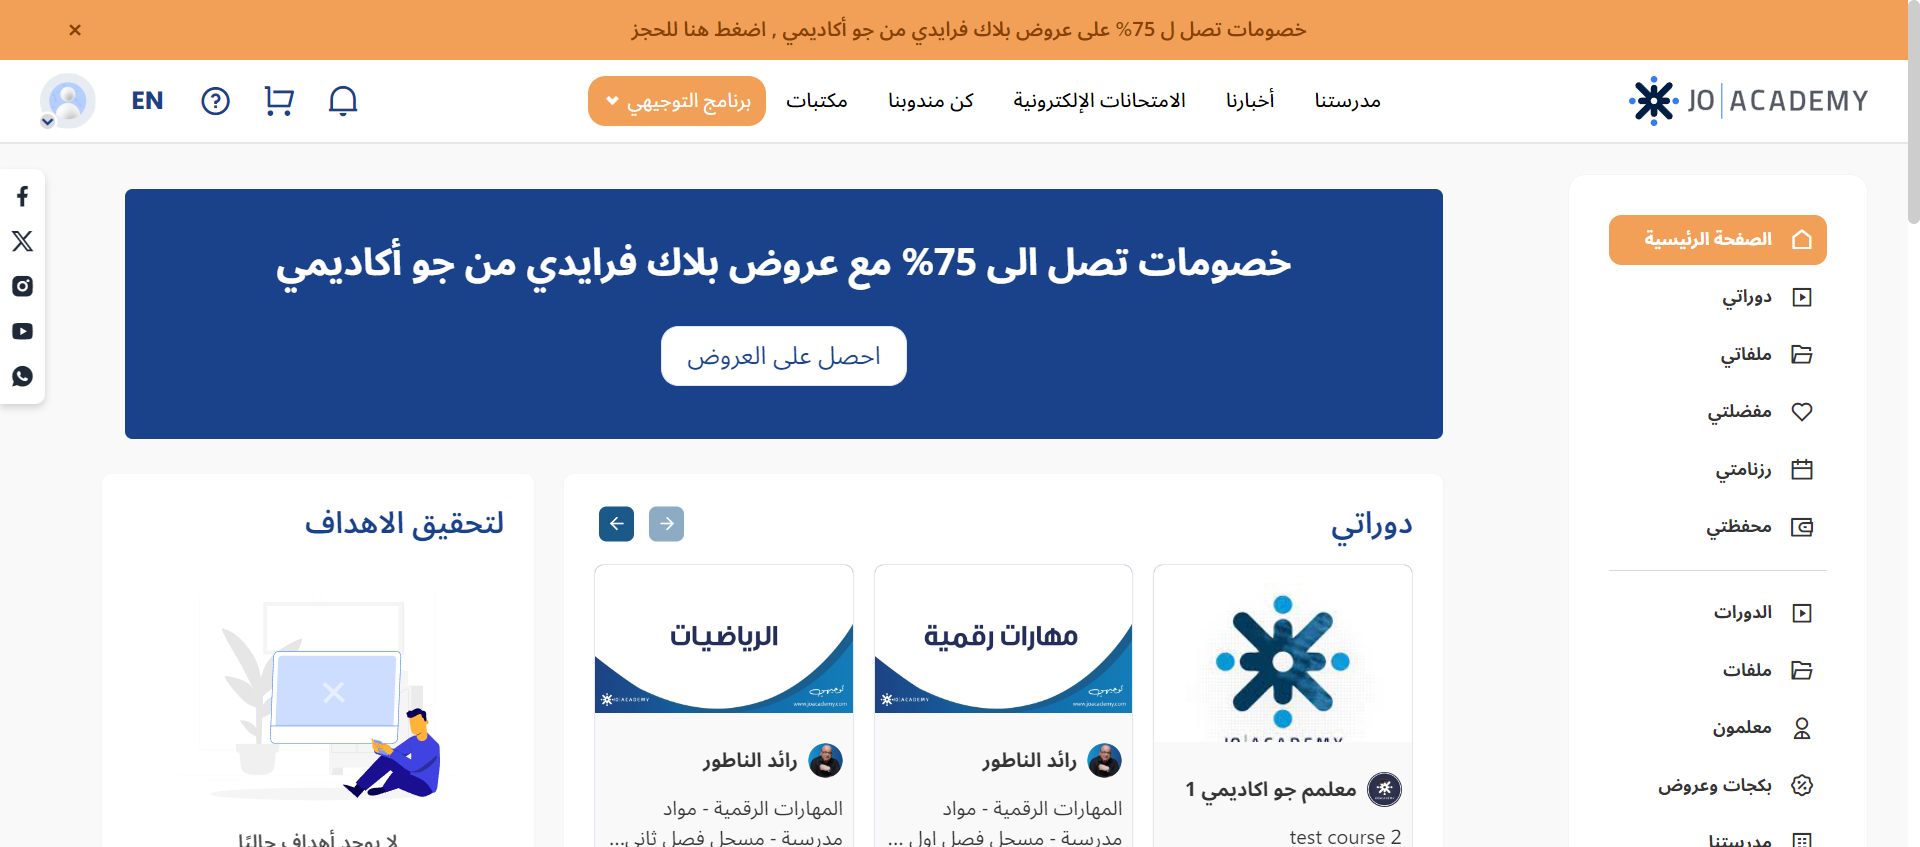 خصومات تصل ل 75% على عروض بلاك فرايدي من جو أكاديمي , اضغط هنا للحجز
JO ACADEMY
مدرستنا
أخبارنا
الامتحانات الإلكترونية
كن مندوبنا
مكتبات
برنامج التوجيهي
EN
الصفحة الرئيسية
دوراتي
ملفاتي
مفضلتي
رزنامتي
محفظتي
الدورات
ملفات
معلمون
بكجات وعروض
مدرستنا
خصومات تصل الى 75% مع عروض بلاك فرايدي من جو أكاديمي
احصل على العروض
دوراتي
JO ACADEMY
معلمم جو اكاديمي 1
test course 2
مهارات رقمية
توجيهي
www.joacademy.com
JO ACADEMY
رائد الناطور
المهارات الرقمية - مواد
مدرسية - مسجل فصل اول ...
الرياضيات
توجيهي
www.joacademy.com
JO ACADEMY
رائد الناطور
المهارات الرقمية - مواد
مدرسية - مسجل فصل ثاني...
لتحقيق الاهداف
لا يوجد أهداف حاليًا